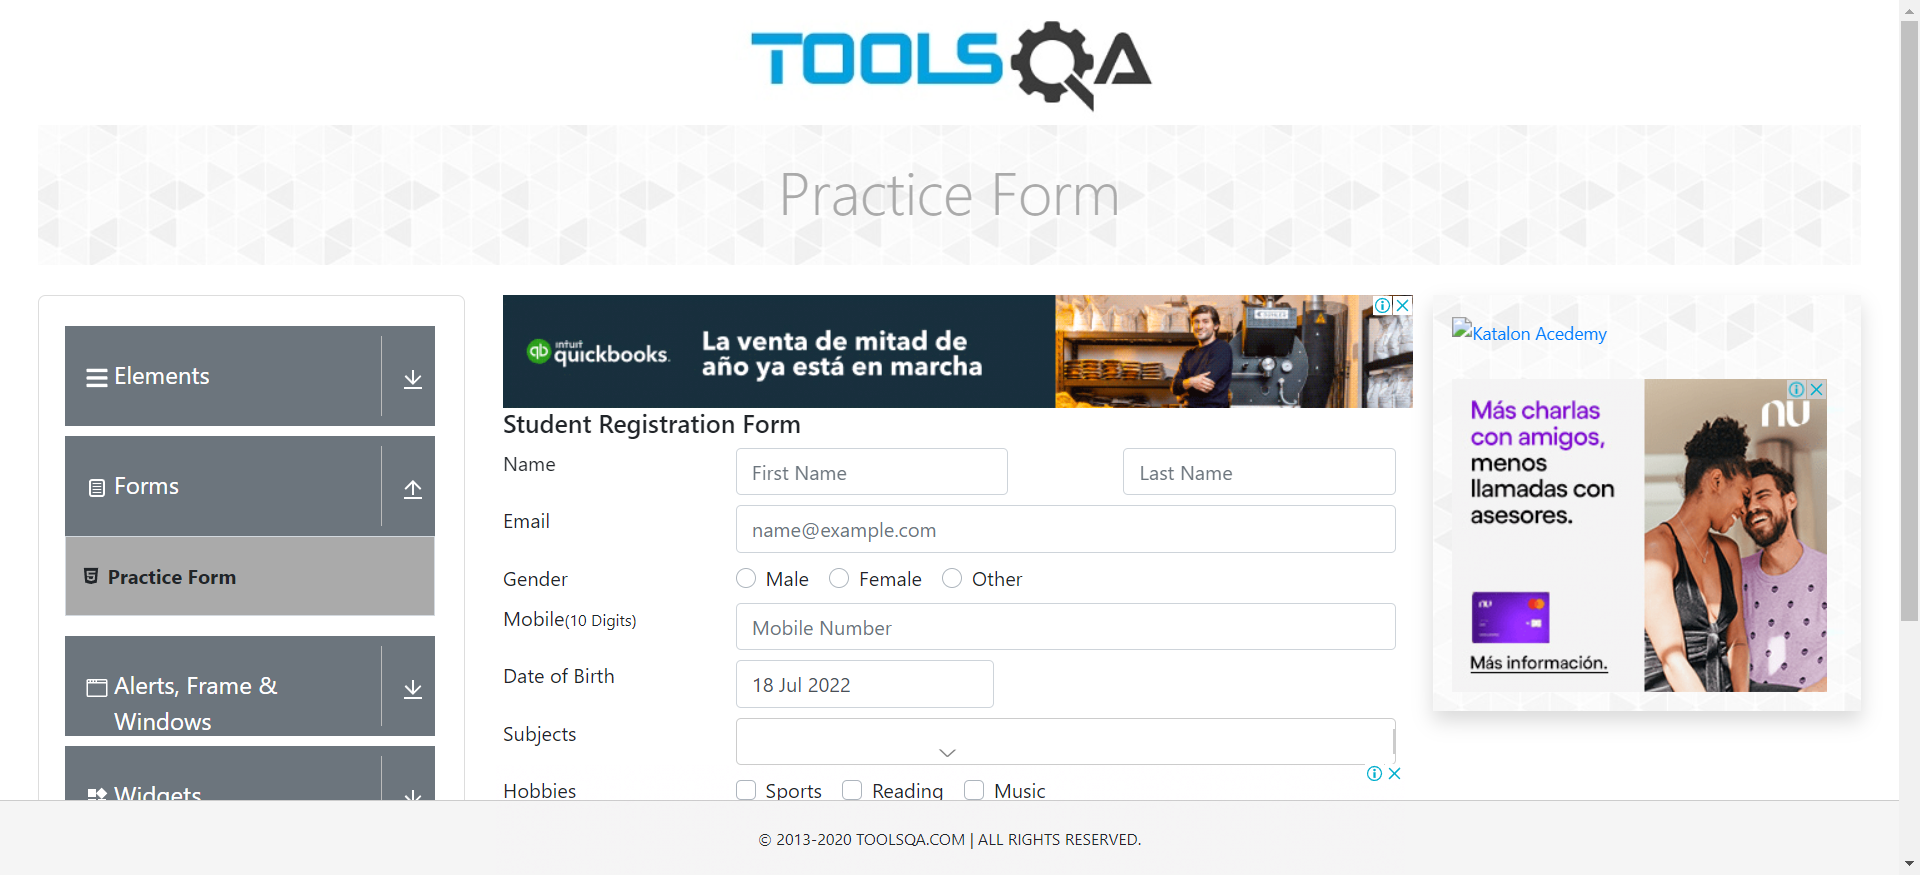 TOOLSQA
Practice Form
Elements
Forms
Practice Form
Alerts, Frame &
Windows
Widgets
intuit
qb quickbooks.
La venta de mitad de
año ya está en marcha
Student Registration Form
Name
First Name
Last Name
Email
name@example.com
Gender
Male
Female
Other
Mobile(10 Digits)
Mobile Number
Date of Birth
18 Jul 2022
Subjects
Hobbies
Sports
Reading
Music
Katalon Acedemy
nu
Más charlas
con amigos,
menos
llamadas con
asesores.
nu
Más información.
© 2013-2020 TOOLSQA.COM | ALL RIGHTS RESERVED.